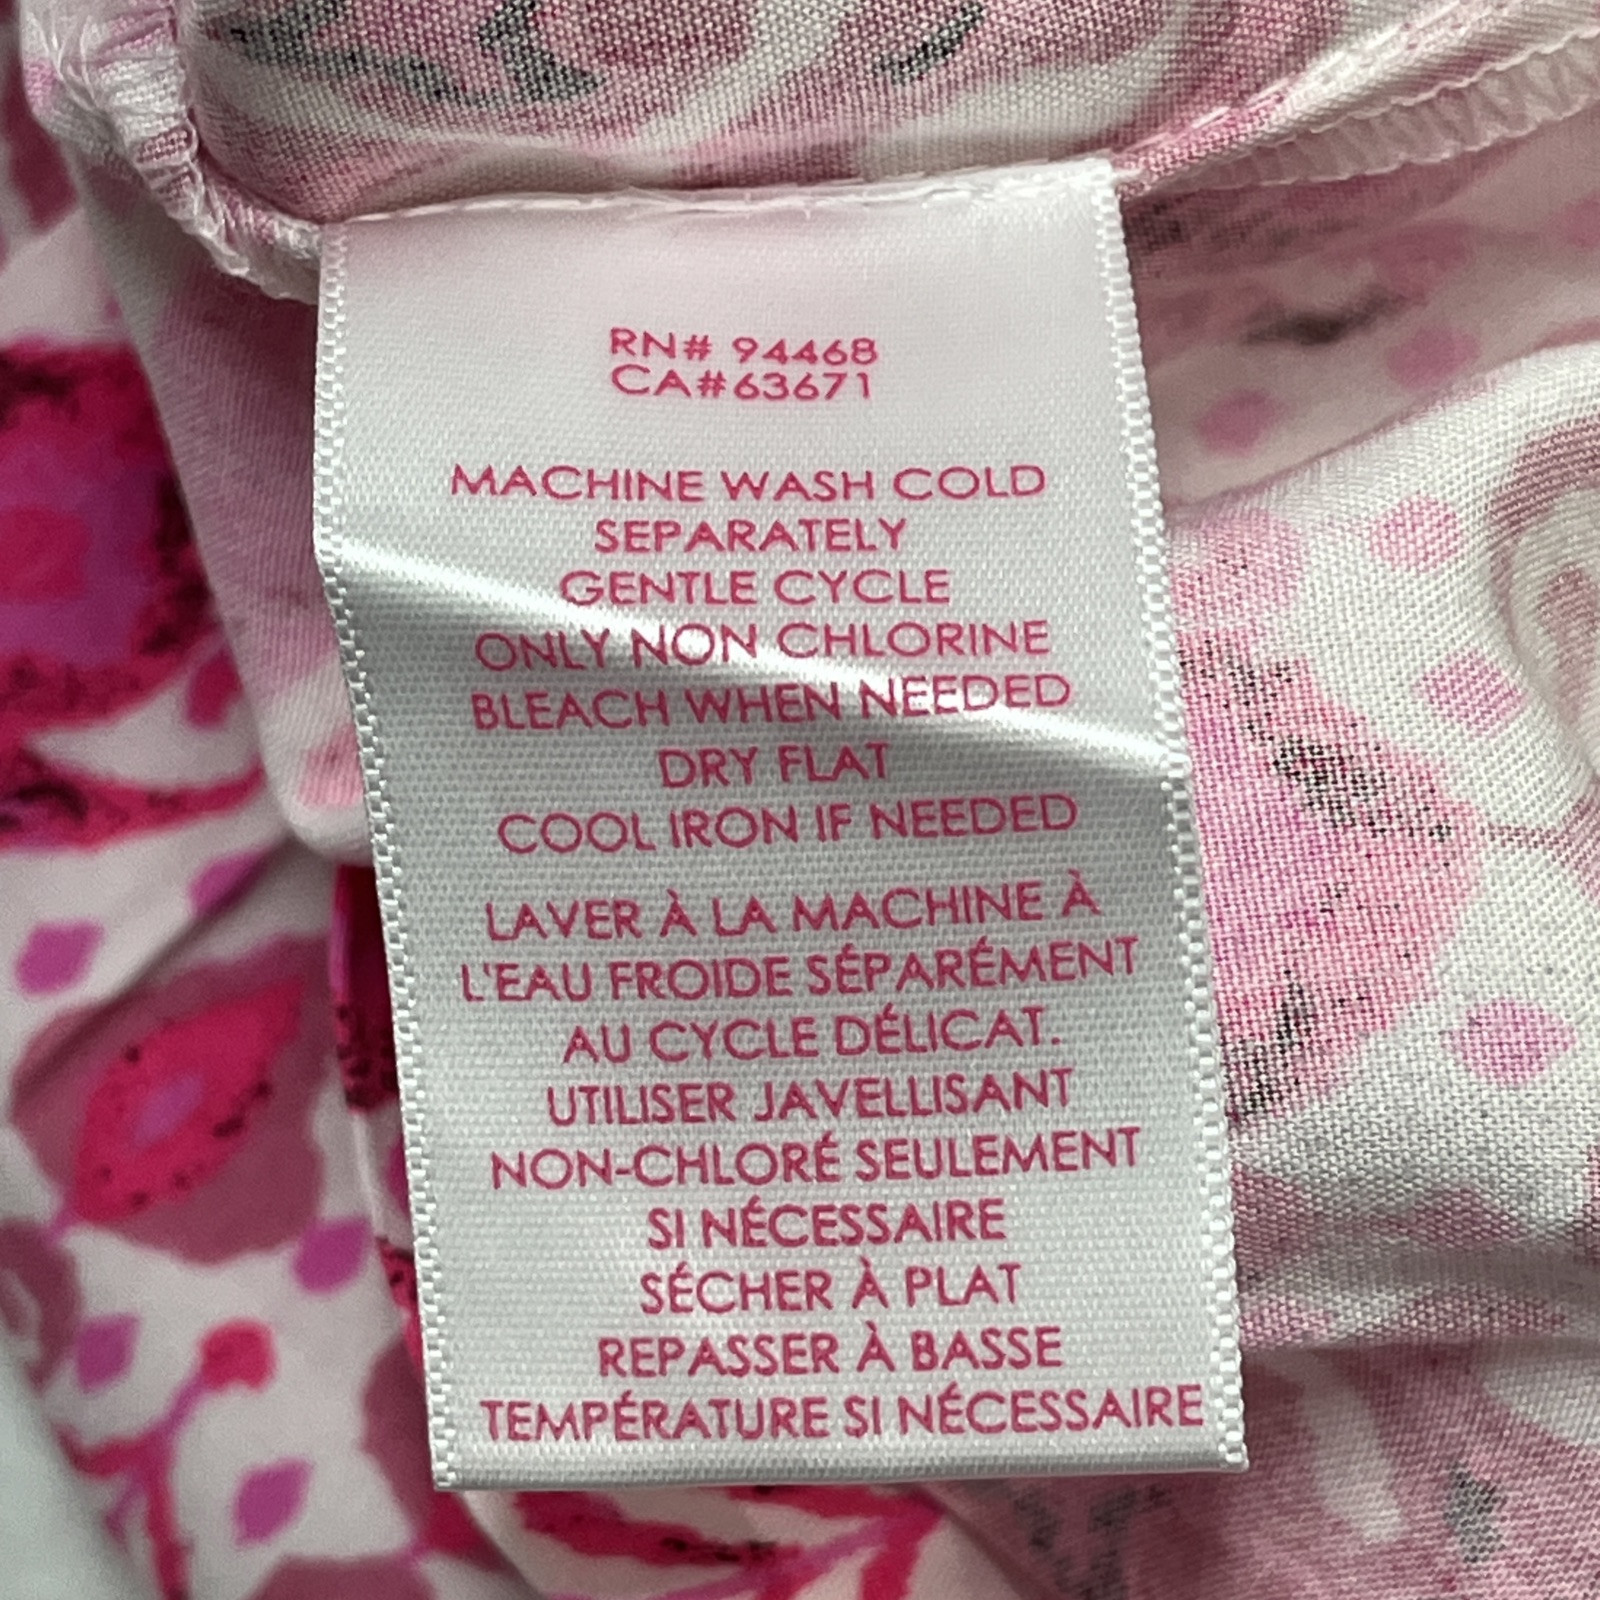 RN# 94468
CA#63671
MACHINE WASH COLD
SEPARATELY
GENTLE CYCLE
ONLY NON CHLORINE
BLEACH WHEN NEEDED
DRY FLAT
COOL IRON IF NEEDED
LAVER À LA MACHINE À
L'EAU FROIDE SÉPARÉMENT
AU CYCLE DÉLICAT.
UTILISER JAVELLISANT
NON-CHLORÉ SEULEMENT
SI NÉCESSAIRE
SÉCHER À PLAT
REPASSER À BASSE
TEMPÉRATURE SI NÉCESSAIRE